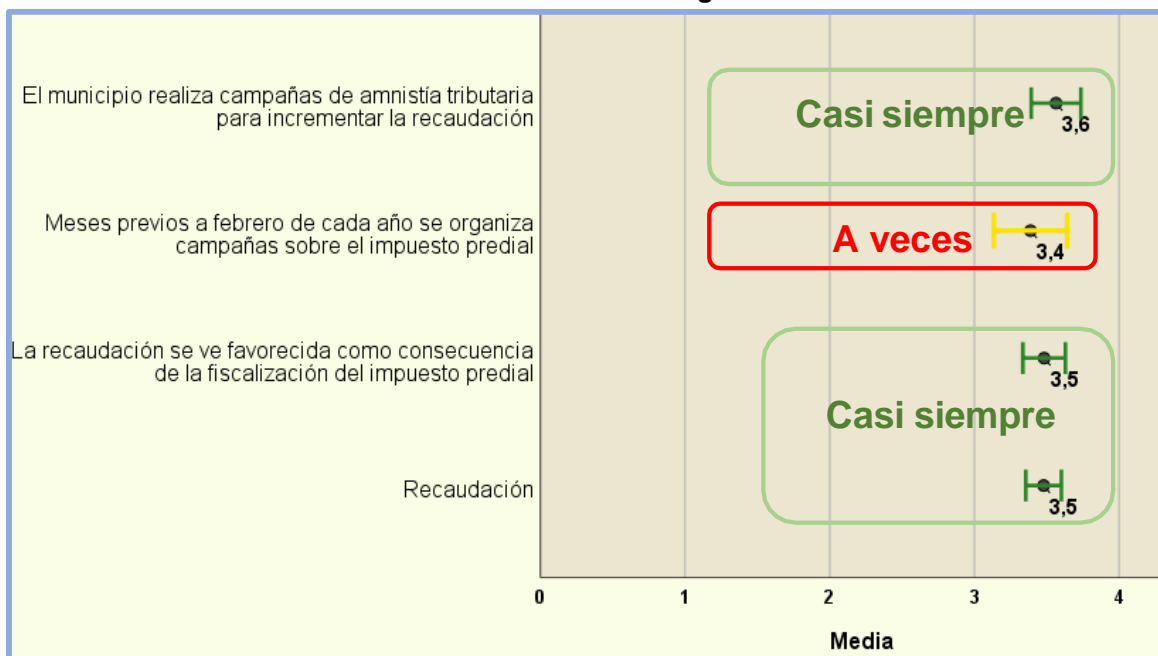 El municipio realiza campañas de amnistía tributaria
para incrementar la recaudación
Casi siempre
3,6
Meses previos a febrero de cada año se organiza
campañas sobre el impuesto predial
A veces
3,4
La recaudación se ve favorecida como consecuencia
de la fiscalización del impuesto predial
3,5
Casi siempre
Recaudación
3,5
0 1 2 3 4
Media